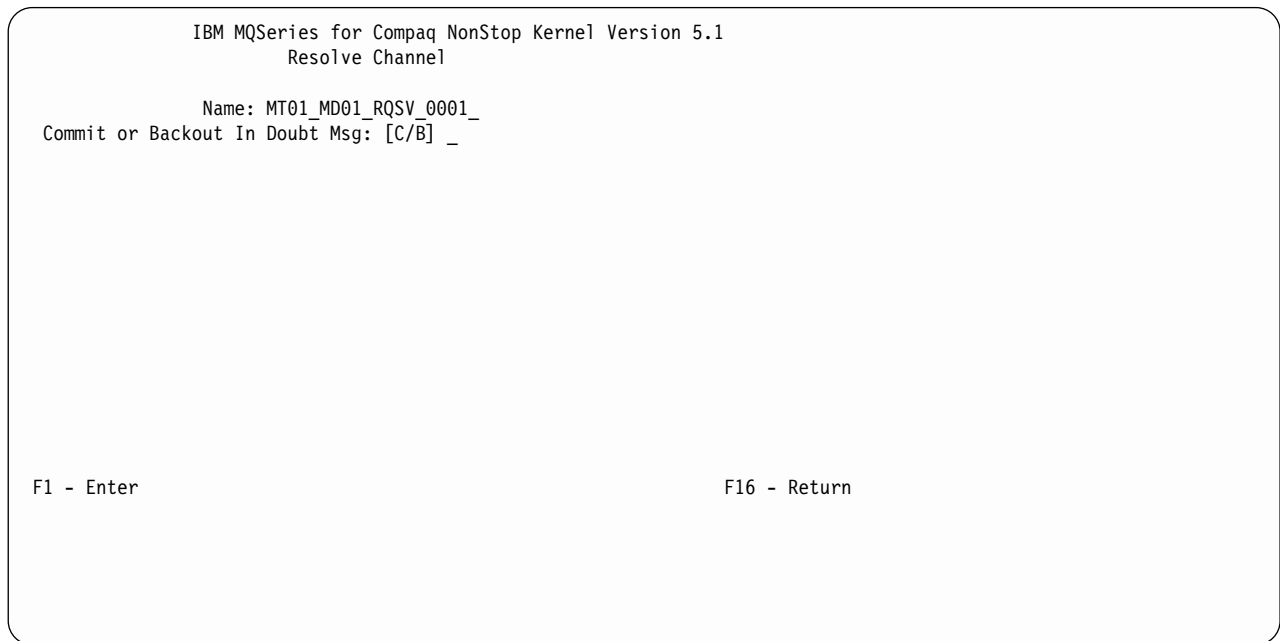 IBM MQSeries for Compaq NonStop Kernel Version 5.1
Resolve Channel
Name: MT01_MD01_RQSV_0001_
Commit or Backout In Doubt Msg: [C/B] _
F1 - Enter F16 - Return